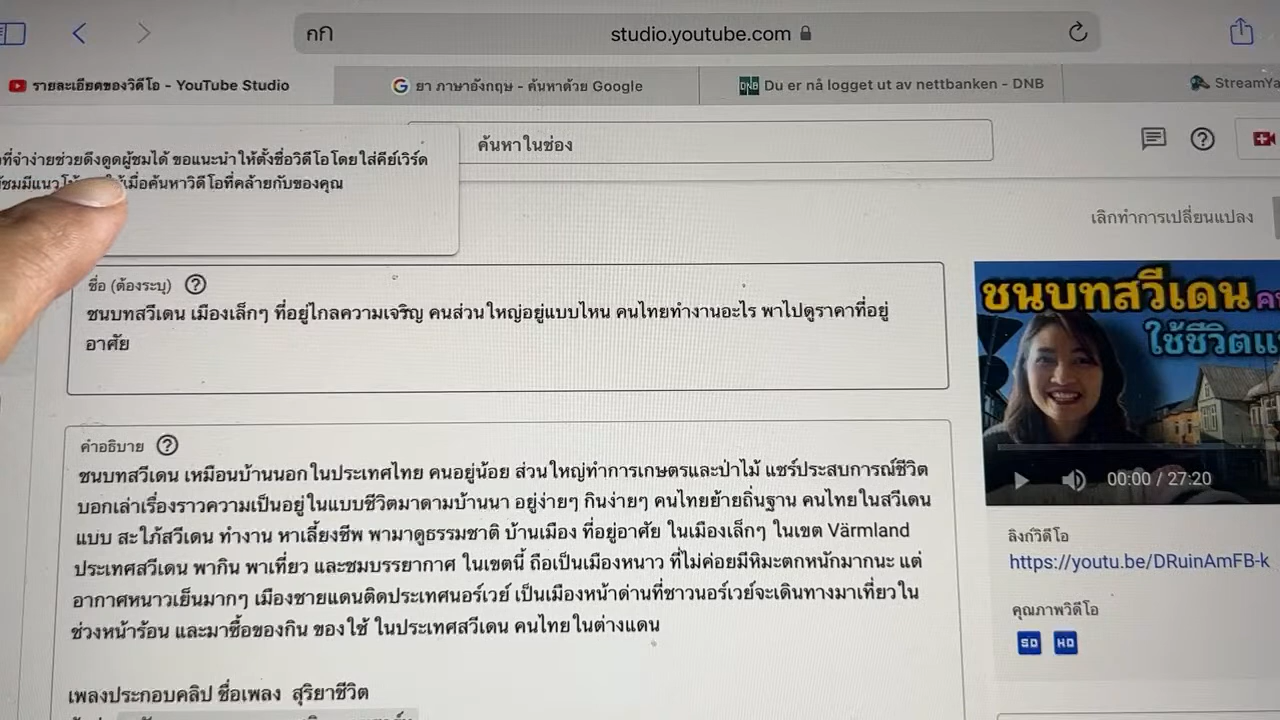 กก
studio.youtube.com
รายละเอียดของวิดีโอ - YouTube Studio
ยา ภาษาอังกฤษ - ค้นหาด้วย Google
DNB Du er nå logget ut av nettbanken - DNB
ที่จำง่ายช่วยดึงดูดผู้ชมได้ ขอแนะนำให้ตั้งชื่อวิดีโอโดยใส่คีย์เวิร์ด
เมื่อค้นหาวิดีโอที่คล้ายกับของคุณ
ค้นหาในช่อง
เลิกทำการเปลี่ยนแปลง
ชื่อ (ต้องระบุ)
ชนบทสวีเดน เมืองเล็กๆ ที่อยู่ไกลความเจริญ คนส่วนใหญ่อยู่แบบไหน คนไทยทำงานอะไร พาไปดูราคาที่อยู่
อาศัย
ชนบทสวีเดน
00:00 / 27:20
คำอธิบาย
ชนบทสวีเดน เหมือนบ้านนอกในประเทศไทย คนอยู่น้อย ส่วนใหญ่ทำการเกษตรและป่าไม้ แชร์ประสบการณ์ชีวิต
บอกเล่าเรื่องราวความเป็นอยู่ในแบบชีวิตมาดามบ้านนา อยู่ง่ายๆ กินง่ายๆ คนไทยย้ายถิ่นฐาน คนไทยในสวีเดน
แบบ สะใภ้สวีเดน ทำงาน หาเลี้ยงชีพ พามาดูธรรมชาติ บ้านเมือง ที่อยู่อาศัย ในเมืองเล็กๆ ในเขต Värmland
ประเทศสวีเดน พากิน พาเที่ยว และชมบรรยากาศ ในเขตนี้ ถือเป็นเมืองหนาว ที่ไม่ค่อยมีหิมะตกหนักมากนะ แต่
อากาศหนาวเย็นมากๆ เมืองชายแดนติดประเทศนอร์เวย์ เป็นเมืองหน้าด่านที่ชาวนอร์เวย์จะเดินทางมาเที่ยวใน
ช่วงหน้าร้อน และมาซื้อของกิน ของใช้ ในประเทศสวีเดน คนไทยในต่างแดน
เพลงประกอบคลิป ชื่อเพลง สุริยาชีวิต
ลิงก์วิดีโอ
https://youtu.be/DRuinAmFB-k
คุณภาพวิดีโอ
SD HD